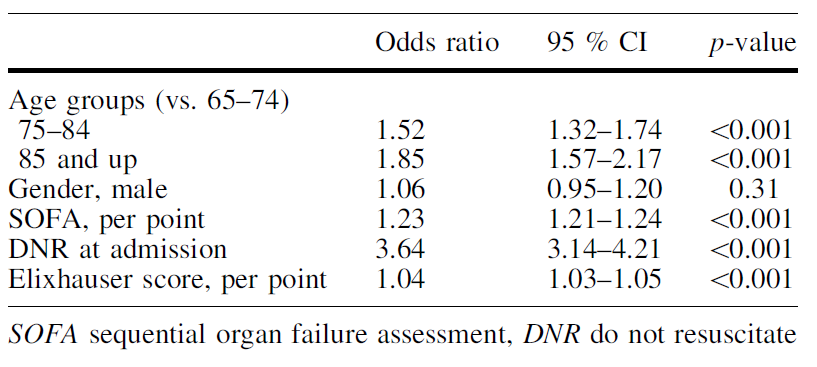 Odds ratio 95 % CI p-value
Age groups (vs. 65–74)
75–84 1.52 1.32–1.74 <0.001
85 and up 1.85 1.57–2.17 <0.001
Gender, male 1.06 0.95–1.20 0.31
SOFA, per point 1.23 1.21–1.24 <0.001
DNR at admission 3.64 3.14–4.21 <0.001
Elixhauser score, per point 1.04 1.03–1.05 <0.001
SOFA sequential organ failure assessment, DNR do not resuscitate